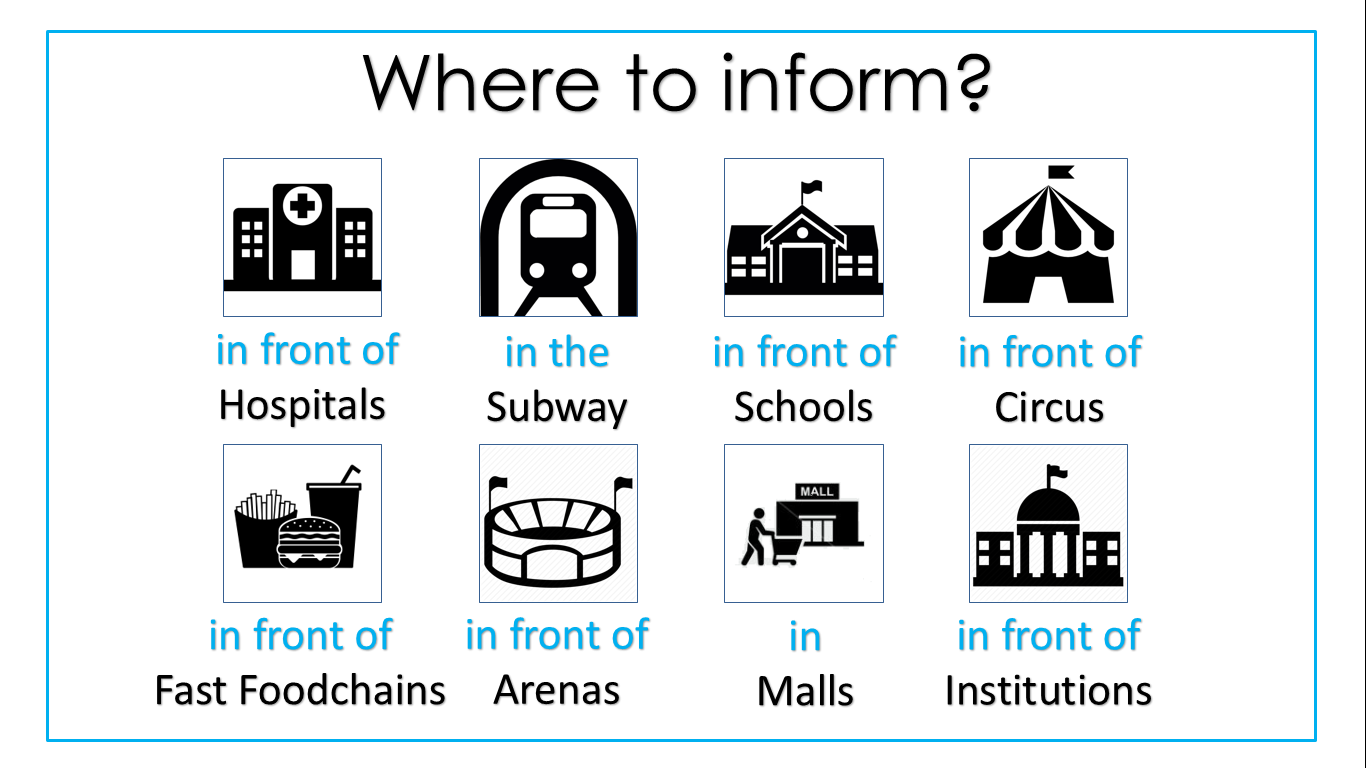 Where to inform?
in front of
Hospitals
in the
Subway
in front of
Schools
in front of
Circus
in front of
Fast Foodchains
in front of
Arenas
MALL
in
Malls
in front of
Institutions